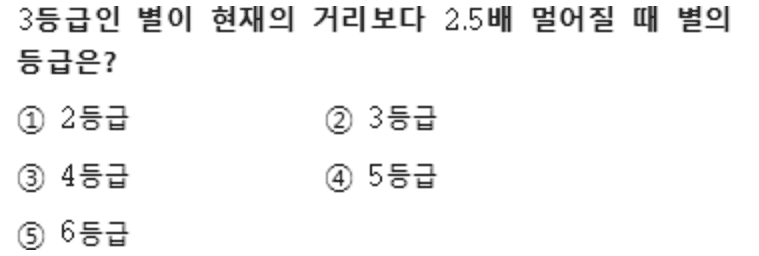 3등급인 별이 현재의 거리보다 2.5배 멀어질 때 별의
등급은?
① 2등급 ② 3등급
③ 4등급 ④ 5등급
⑤ 6등급